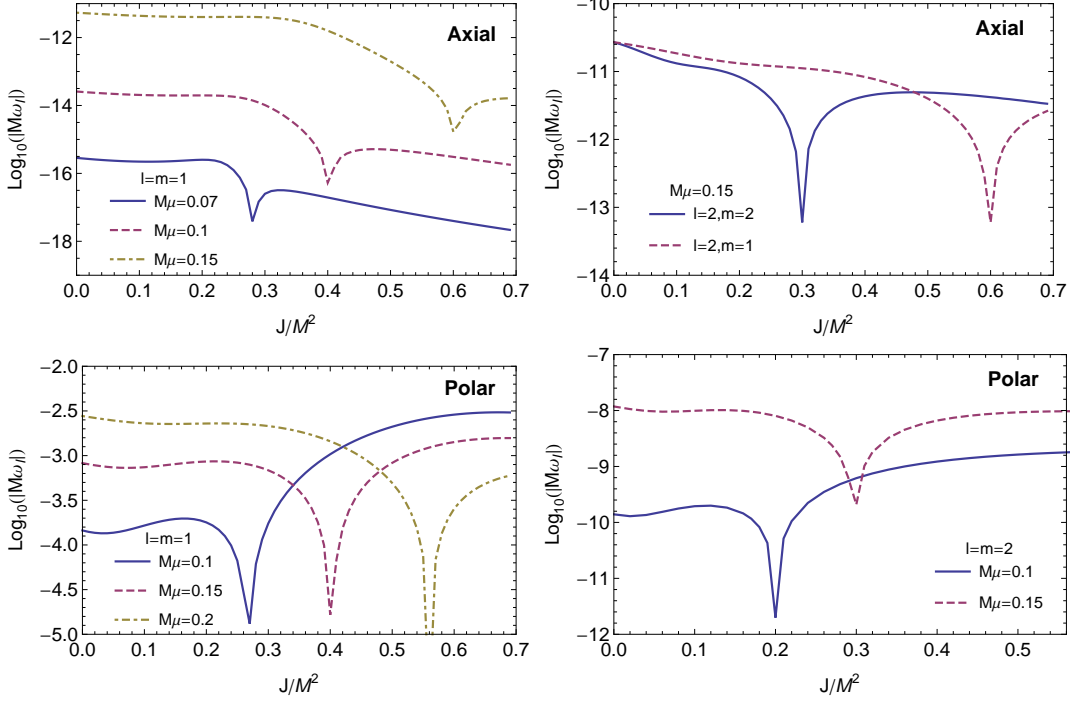 Axial
−12
−14
−16
−18
Log10(|MωI|)
l=m=1
Mμ=0.07
Mμ=0.1
Mμ=0.15
0.0 0.1 0.2 0.3 0.4 0.5 0.6 0.7
J/M²
Axial
−10
−11
−12
−13
−14
Log10(|MωI|)
Mμ=0.15
l=2,m=2
l=2,m=1
0.0 0.1 0.2 0.3 0.4 0.5 0.6 0.7
J/M²
Polar
−2.0
−2.5
−3.0
−3.5
−4.0
−4.5
−5.0
Log10(|MωI|)
l=m=1
Mμ=0.1
Mμ=0.15
Mμ=0.2
0.0 0.1 0.2 0.3 0.4 0.5 0.6 0.7
J/M²
Polar
−7
−8
−9
−10
−11
−12
Log10(|MωI|)
l=m=2
Mμ=0.1
Mμ=0.15
0.0 0.1 0.2 0.3 0.4 0.5
J/M²